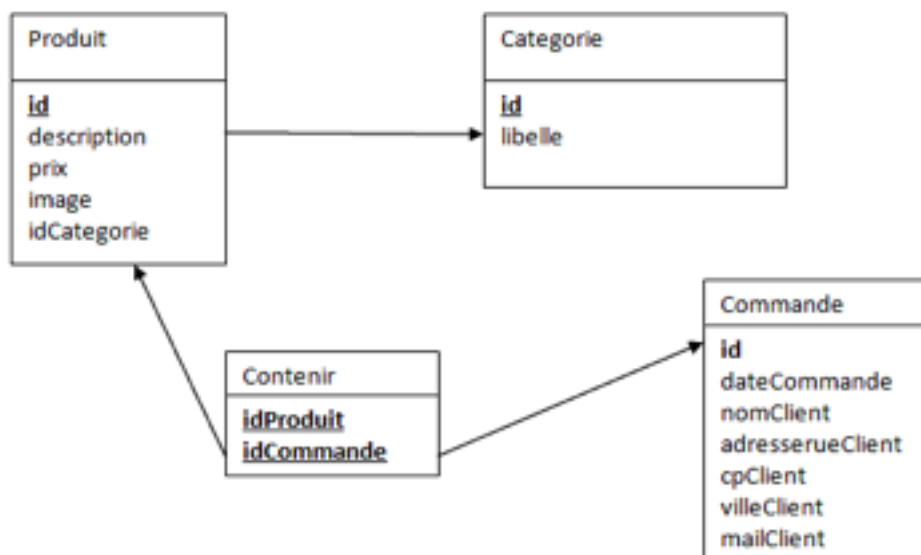 Produit
id
description
prix
image
idCategorie
Categorie
id
libelle
Contenir
idProduit
idCommande
Commande
id
dateCommande
nomClient
adresserueClient
cpClient
villeClient
mailClient